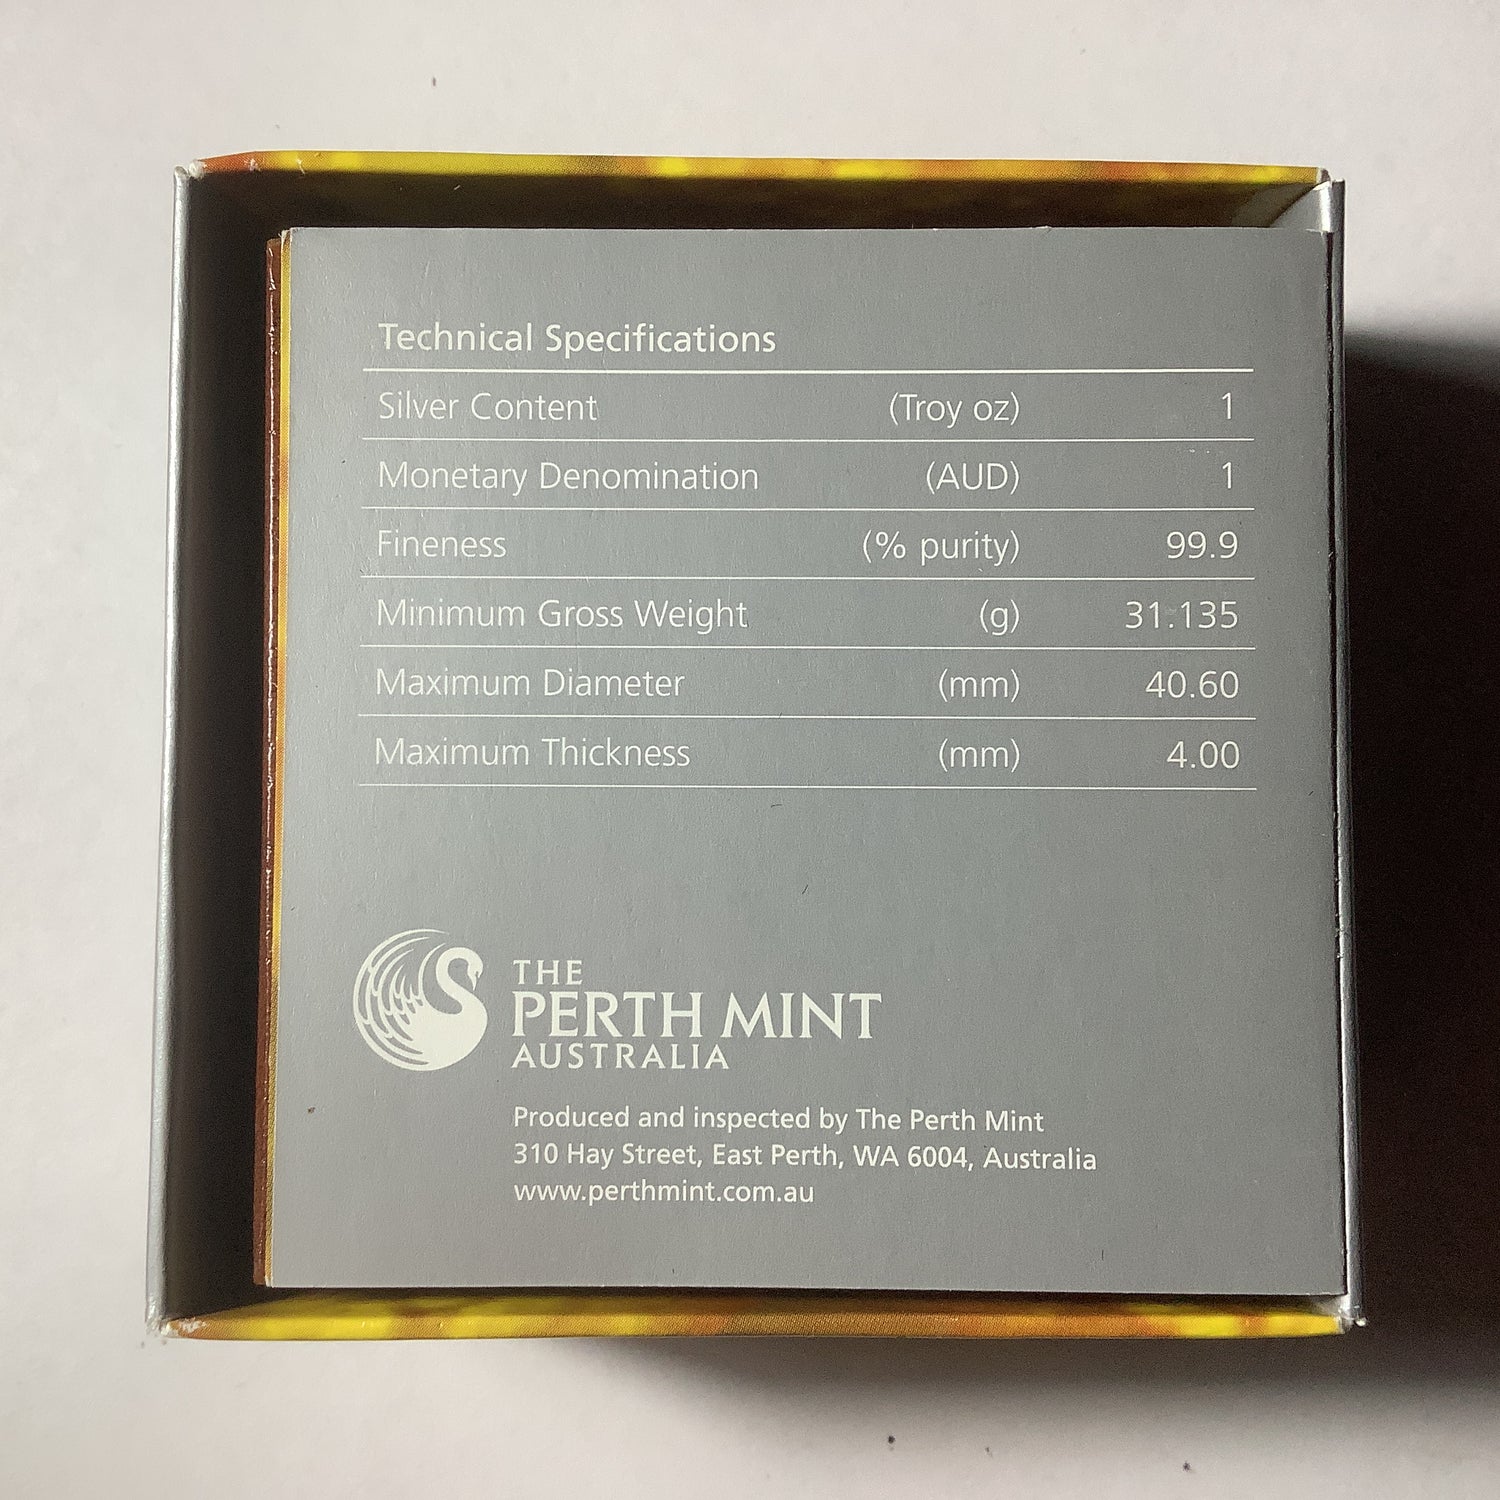 Technical Specifications
Silver Content (Troy oz) 1
Monetary Denomination (AUD) 1
Fineness (% purity) 99.9
Minimum Gross Weight (g) 31.135
Maximum Diameter (mm) 40.60
Maximum Thickness (mm) 4.00
THE
PERTH MINT
AUSTRALIA
Produced and inspected by The Perth Mint
310 Hay Street, East Perth, WA 6004, Australia
www.perthmint.com.au